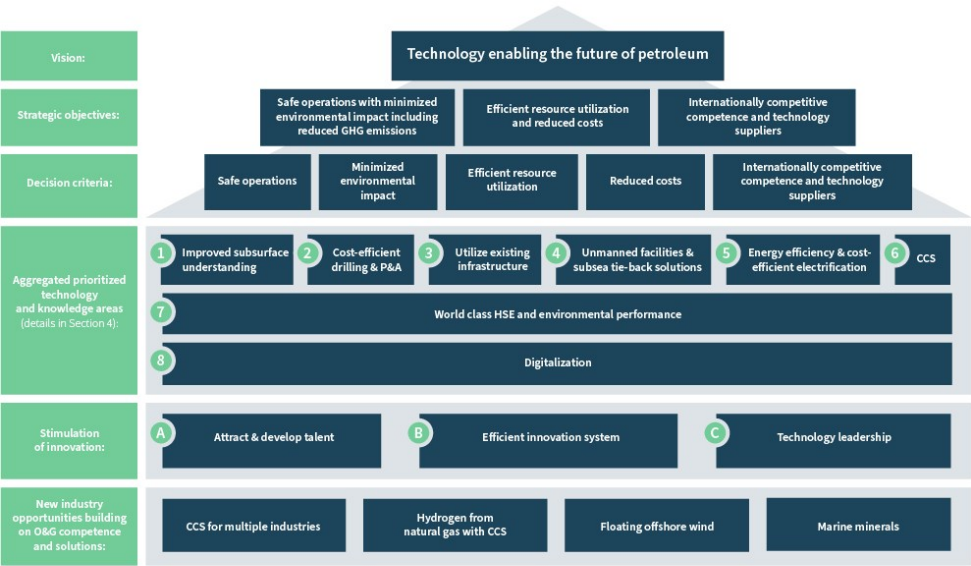 Vision:
Technology enabling the future of petroleum
Strategic objectives:
Safe operations with minimized
environmental impact including
reduced GHG emissions
Efficient resource utilization
and reduced costs
Internationally competitive
competence and technology
suppliers
Decision criteria:
Safe operations
Minimized
environmental
impact
Efficient resource
utilization
Reduced costs
Internationally competitive
competence and technology
suppliers
Aggregated prioritized
technology
and knowledge areas
(details in Section 4):
1
Improved subsurface
understanding
2
Cost-efficient
drilling & P&A
3
Utilize existing
infrastructure
4
Unmanned facilities &
subsea tie-back solutions
5
Energy efficiency & cost-
efficient electrification
6
CCS
7
World class HSE and environmental performance
8
Digitalization
Stimulation
of innovation:
A
Attract & develop talent
B
Efficient innovation system
C
Technology leadership
New industry
opportunities building
on O&G competence
and solutions:
CCS for multiple industries
Hydrogen from
natural gas with CCS
Floating offshore wind
Marine minerals